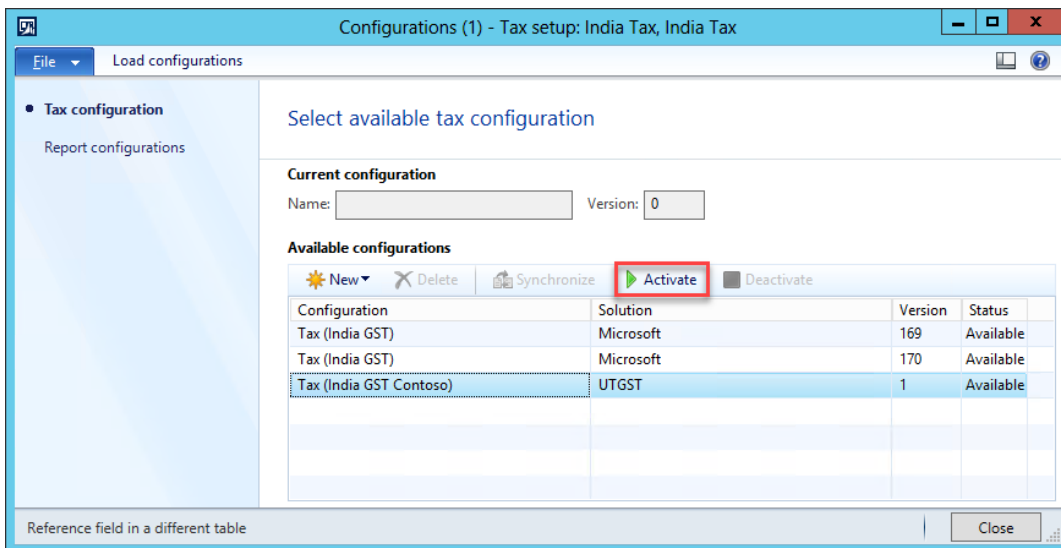 Configurations (1) - Tax setup: India Tax, India Tax
File Load configurations
Tax configuration
Report configurations
Select available tax configuration
Current configuration
Name: Version: 0
Available configurations
New Delete Synchronize Activate Deactivate
Configuration Solution Version Status
Tax (India GST) Microsoft 169 Available
Tax (India GST) Microsoft 170 Available
Tax (India GST Contoso) UTGST 1 Available
Reference field in a different table Close